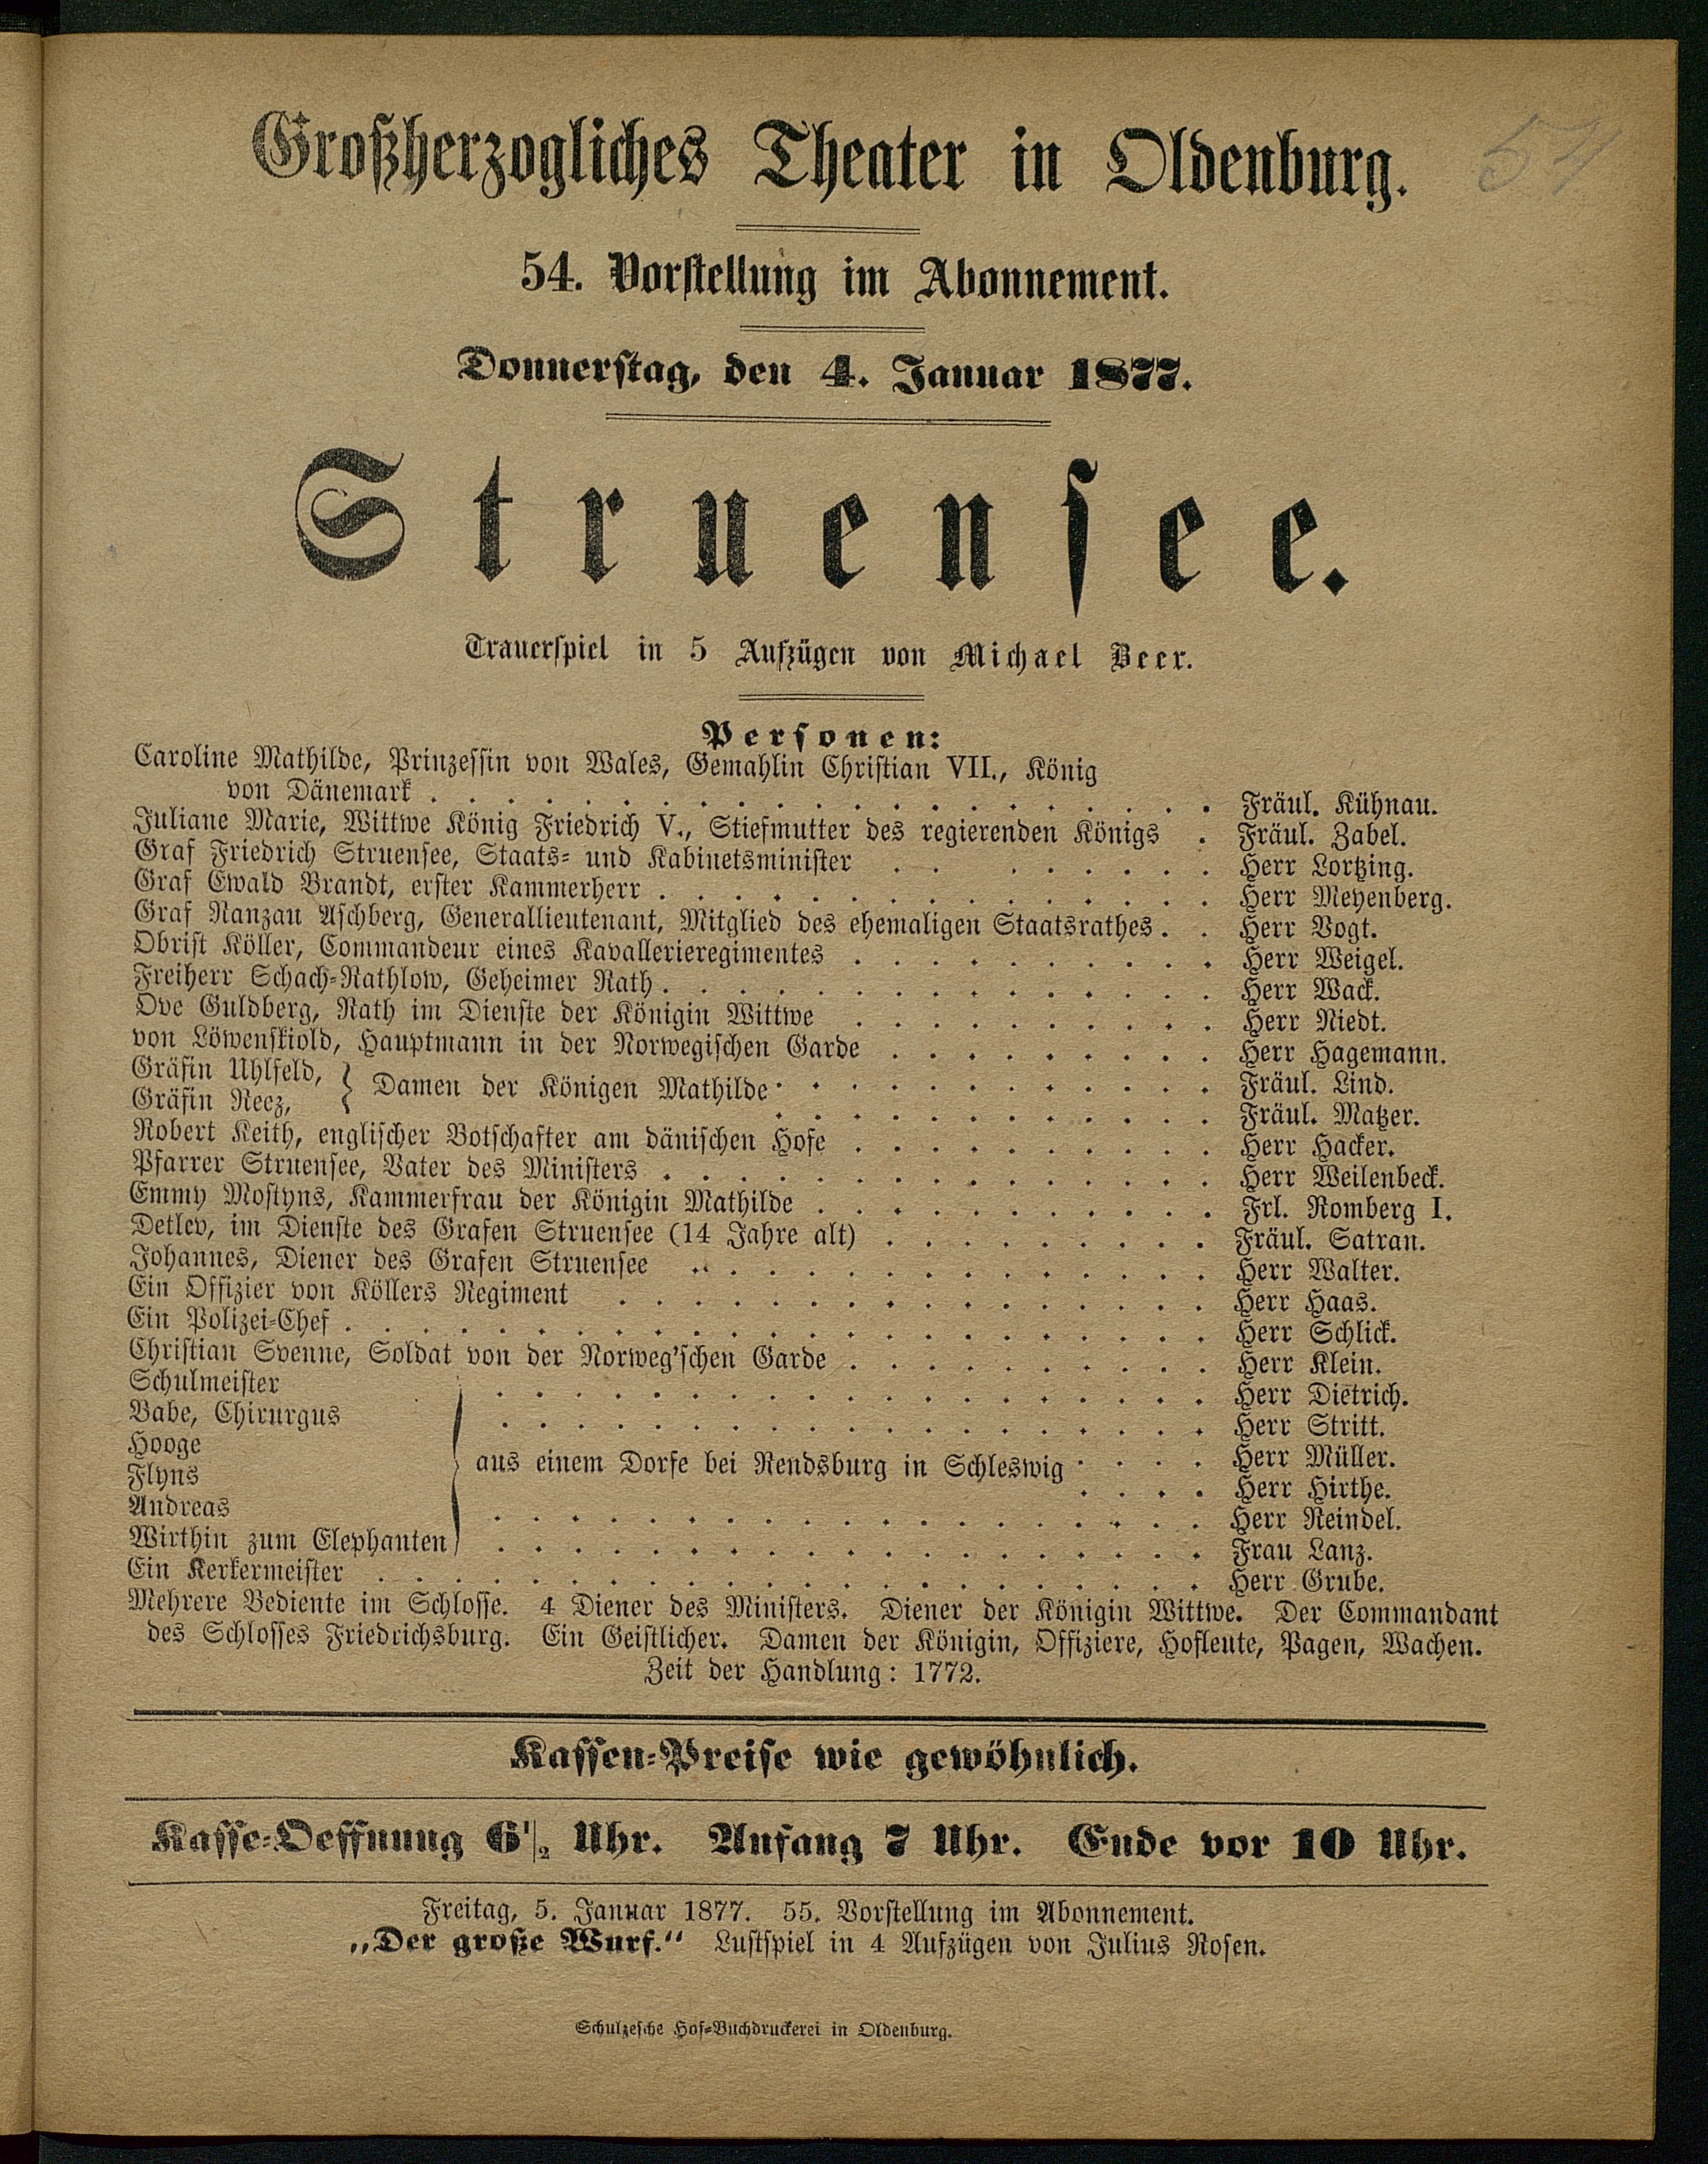 Großherzogliches Theater in Oldenburg.
54
54. Vorstellung im Abonnement.
Donnerstag, den 4. Januar 1877.
Struensee.
Trauerspiel in 5 Aufzügen von Michael Beer.
Personen:
Caroline Mathilde, Prinzessin von Wales, Gemahlin Christian VII., König
von Dänemark . . . . . . . . . . . . . . . . . . . . . Fräul. Kühnau.
Juliane Marie, Wittwe König Friedrich V., Stiefmutter des regierenden Königs . Fräul. Zabel.
Graf Friedrich Struensee, Staats- und Kabinetsminister . . . . . . . . Herr Lortzing.
Graf Ewald Brandt, erster Kammerherr . . . . . . . . . . . . . . . Herr Meyenberg.
Graf Ranzau Aschberg, Generallieutenant, Mitglied des ehemaligen Staatsrathes . . Herr Vogt.
Obrist Köller, Commandeur eines Kavallerieregimentes . . . . . . . . . . Herr Weigel.
Freiherr Schach-Rathlow, Geheimer Rath . . . . . . . . . . . . . . . Herr Wack.
Ove Guldberg, Rath im Dienste der Königin Wittwe . . . . . . . . . . Herr Riedt.
von Löwenskiold, Hauptmann in der Norwegischen Garde . . . . . . . . . Herr Hagemann.
Gräfin Uhlfeld, } Damen der Königen Mathilde . . . . . . . . . . . . Fräul. Lind.
Gräfin Reez, . . . . . . . . . . . . Fräul. Matzer.
Robert Keith, englischer Botschafter am dänischen Hofe . . . . . . . . . . Herr Hacker.
Pfarrer Struensee, Vater des Ministers . . . . . . . . . . . . . . . Herr Weilenbeck.
Emmy Mostyns, Kammerfrau der Königin Mathilde . . . . . . . . . . . Frl. Romberg I.
Detlev, im Dienste des Grafen Struensee (14 Jahre alt) . . . . . . . . . Fräul. Satran.
Johannes, Diener des Grafen Struensee . . . . . . . . . . . . . . Herr Walter.
Ein Offizier von Köllers Regiment . . . . . . . . . . . . . . . . Herr Haas.
Ein Polizei-Chef . . . . . . . . . . . . . . . . . . . . . . . Herr Schlick.
Christian Svenne, Soldat von der Norweg'schen Garde . . . . . . . . . . Herr Klein.
Schulmeister . . . . . . . . . . . . . . . . . . . Herr Dietrich.
Babe, Chirurgus . . . . . . . . . . . . . . . . . . . Herr Stritt.
Hooge } aus einem Dorfe bei Rendsburg in Schleswig . . . . Herr Müller.
Flyns . . . . Herr Hirthe.
Andreas . . . . . . . . . . . . . . . . . . . Herr Reindel.
Wirthin zum Elephanten . . . . . . . . . . . . . . . . . . . Frau Lanz.
Ein Kerkermeister . . . . . . . . . . . . . . . . . . . . . . Herr Grube.
Mehrere Bediente im Schlosse. 4 Diener des Ministers. Diener der Königin Wittwe. Der Commandant
des Schlosses Friedrichsburg. Ein Geistlicher. Damen der Königin, Offiziere, Hofleute, Pagen, Wachen.
Zeit der Handlung: 1772.
Kassen-Preise wie gewöhnlich.
Kasse-Oeffnung 6 1/2 Uhr. Anfang 7 Uhr. Ende vor 10 Uhr.
Freitag, 5. Januar 1877. 55. Vorstellung im Abonnement.
„Der große Wurf.“ Lustspiel in 4 Aufzügen von Julius Rosen.
Schulzesche Hof-Buchdruckerei in Oldenburg.